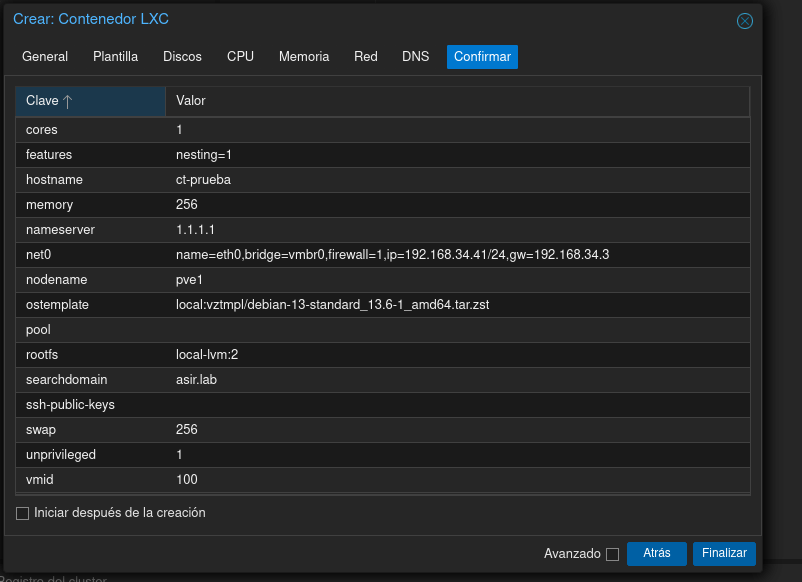 Crear: Contenedor LXC
General Plantilla Discos CPU Memoria Red DNS Confirmar
Clave ↑ Valor
cores 1
features nesting=1
hostname ct-prueba
memory 256
nameserver 1.1.1.1
net0 name=eth0,bridge=vmbr0,firewall=1,ip=192.168.34.41/24,gw=192.168.34.3
nodename pve1
ostemplate local:vztmpl/debian-13-standard_13.6-1_amd64.tar.zst
pool
rootfs local-lvm:2
searchdomain asir.lab
ssh-public-keys
swap 256
unprivileged 1
vmid 100
Iniciar después de la creación
Avanzado Atrás Finalizar
Registro del cluster